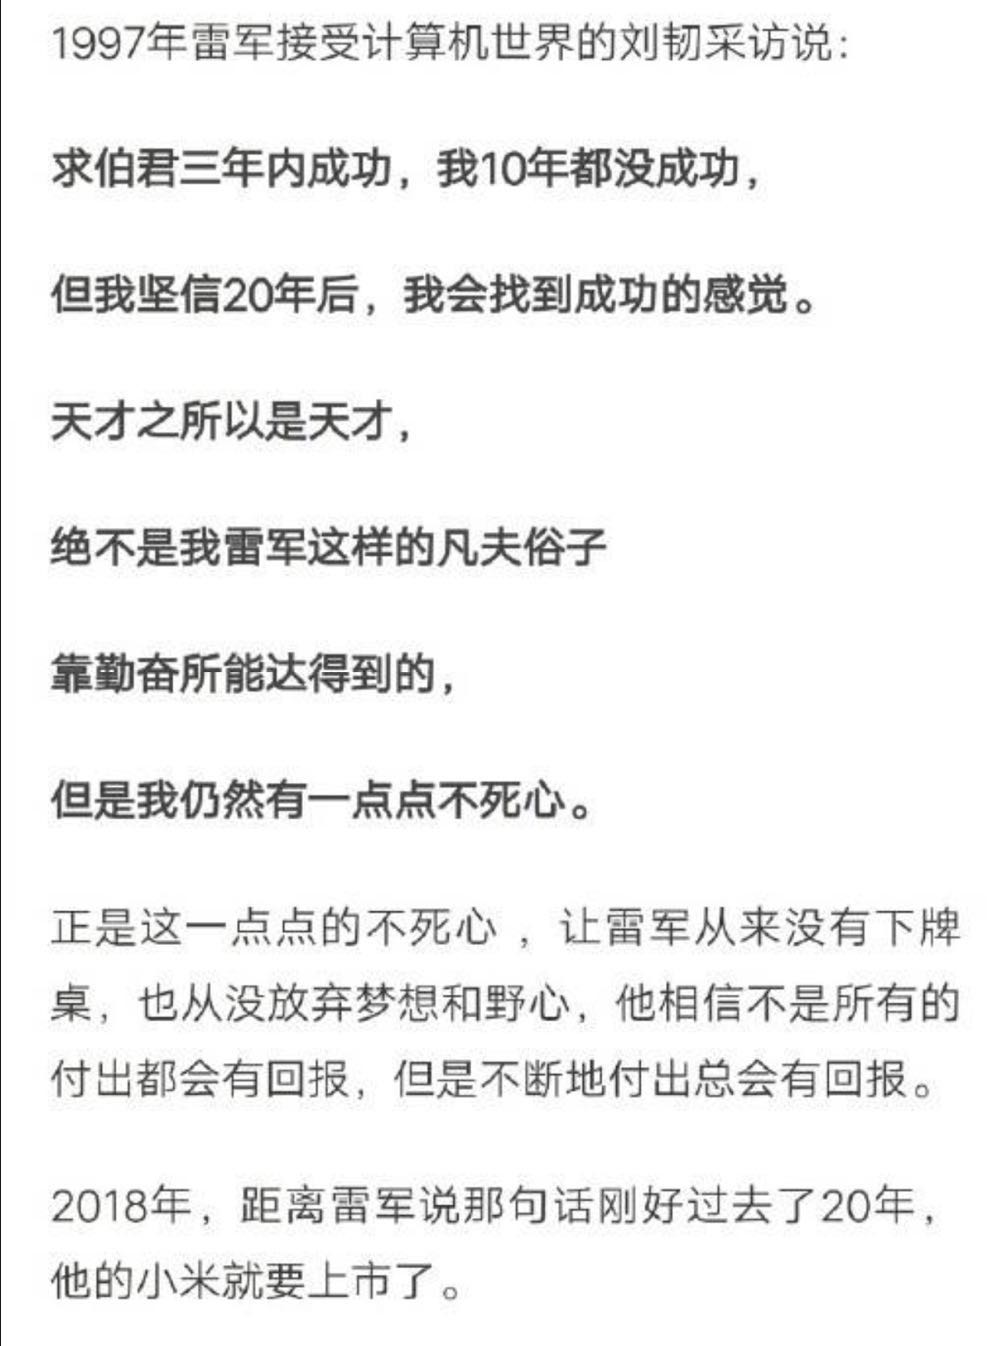 1997年雷军接受计算机世界的刘韧采访说：
求伯君三年内成功，我10年都没成功，
但我坚信20年后，我会找到成功的感觉。
天才之所以是天才，
绝不是我雷军这样的凡夫俗子
靠勤奋所能达得到的，
但是我仍然有一点点不死心。
正是这一点点的不死心，让雷军从来没有下牌
桌，也从没放弃梦想和野心，他相信不是所有的
付出都会有回报，但是不断地付出总会有回报。
2018年，距离雷军说那句话刚好过去了20年，
他的小米就要上市了。